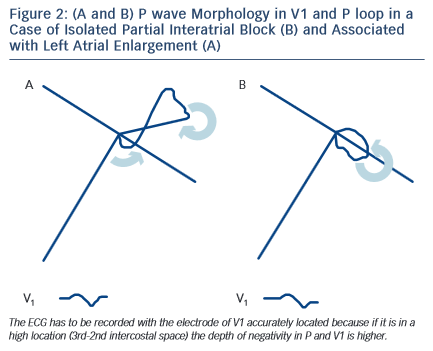 Figure 2: (A and B) P wave Morphology in V1 and P loop in a
Case of Isolated Partial Interatrial Block (B) and Associated
with Left Atrial Enlargement (A)
A
B
V1
V1
The ECG has to be recorded with the electrode of V1 accurately located because if it is in a
high location (3rd-2nd intercostal space) the depth of negativity in P and V1 is higher.